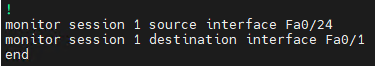 !
monitor session 1 source interface Fa0/24
monitor session 1 destination interface Fa0/1
end